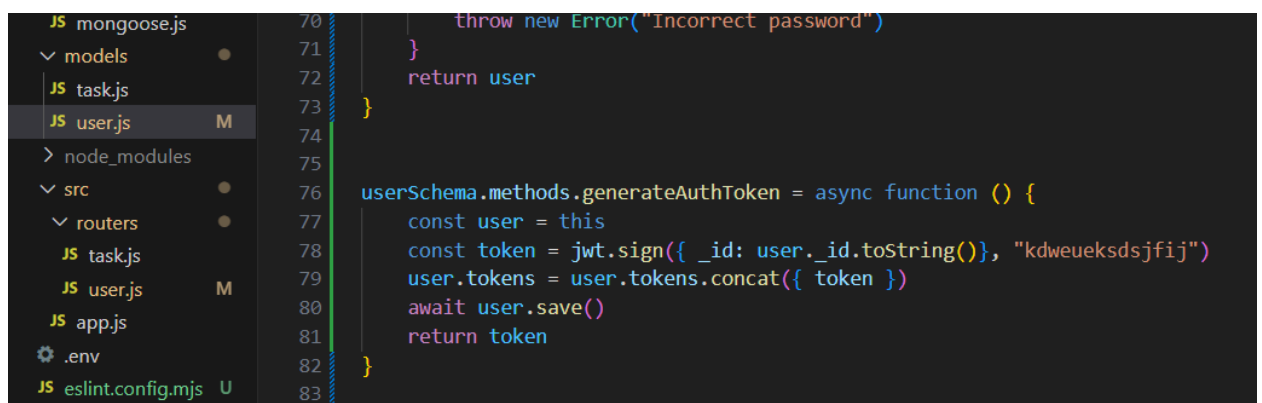 JS mongoose.js
models
JS task.js
JS user.js M
node_modules
src
routers
JS task.js
JS user.js M
JS app.js
.env
JS eslint.config.mjs U
70 throw new Error("Incorrect password")
71 }
72 return user
73 }
74
75
76 userSchema.methods.generateAuthToken = async function () {
77 const user = this
78 const token = jwt.sign({ _id: user._id.toString()}, "kdweueksdsjfij")
79 user.tokens = user.tokens.concat({ token })
80 await user.save()
81 return token
82 }
83